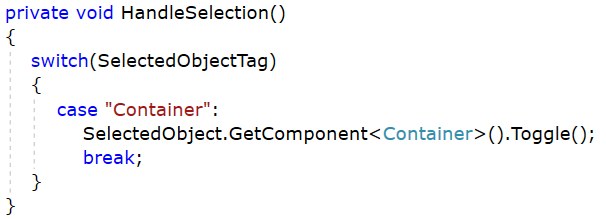 private void HandleSelection()
{
switch(SelectedObjectTag)
{
case "Container":
SelectedObject.GetComponent<Container>().Toggle();
break;
}
}